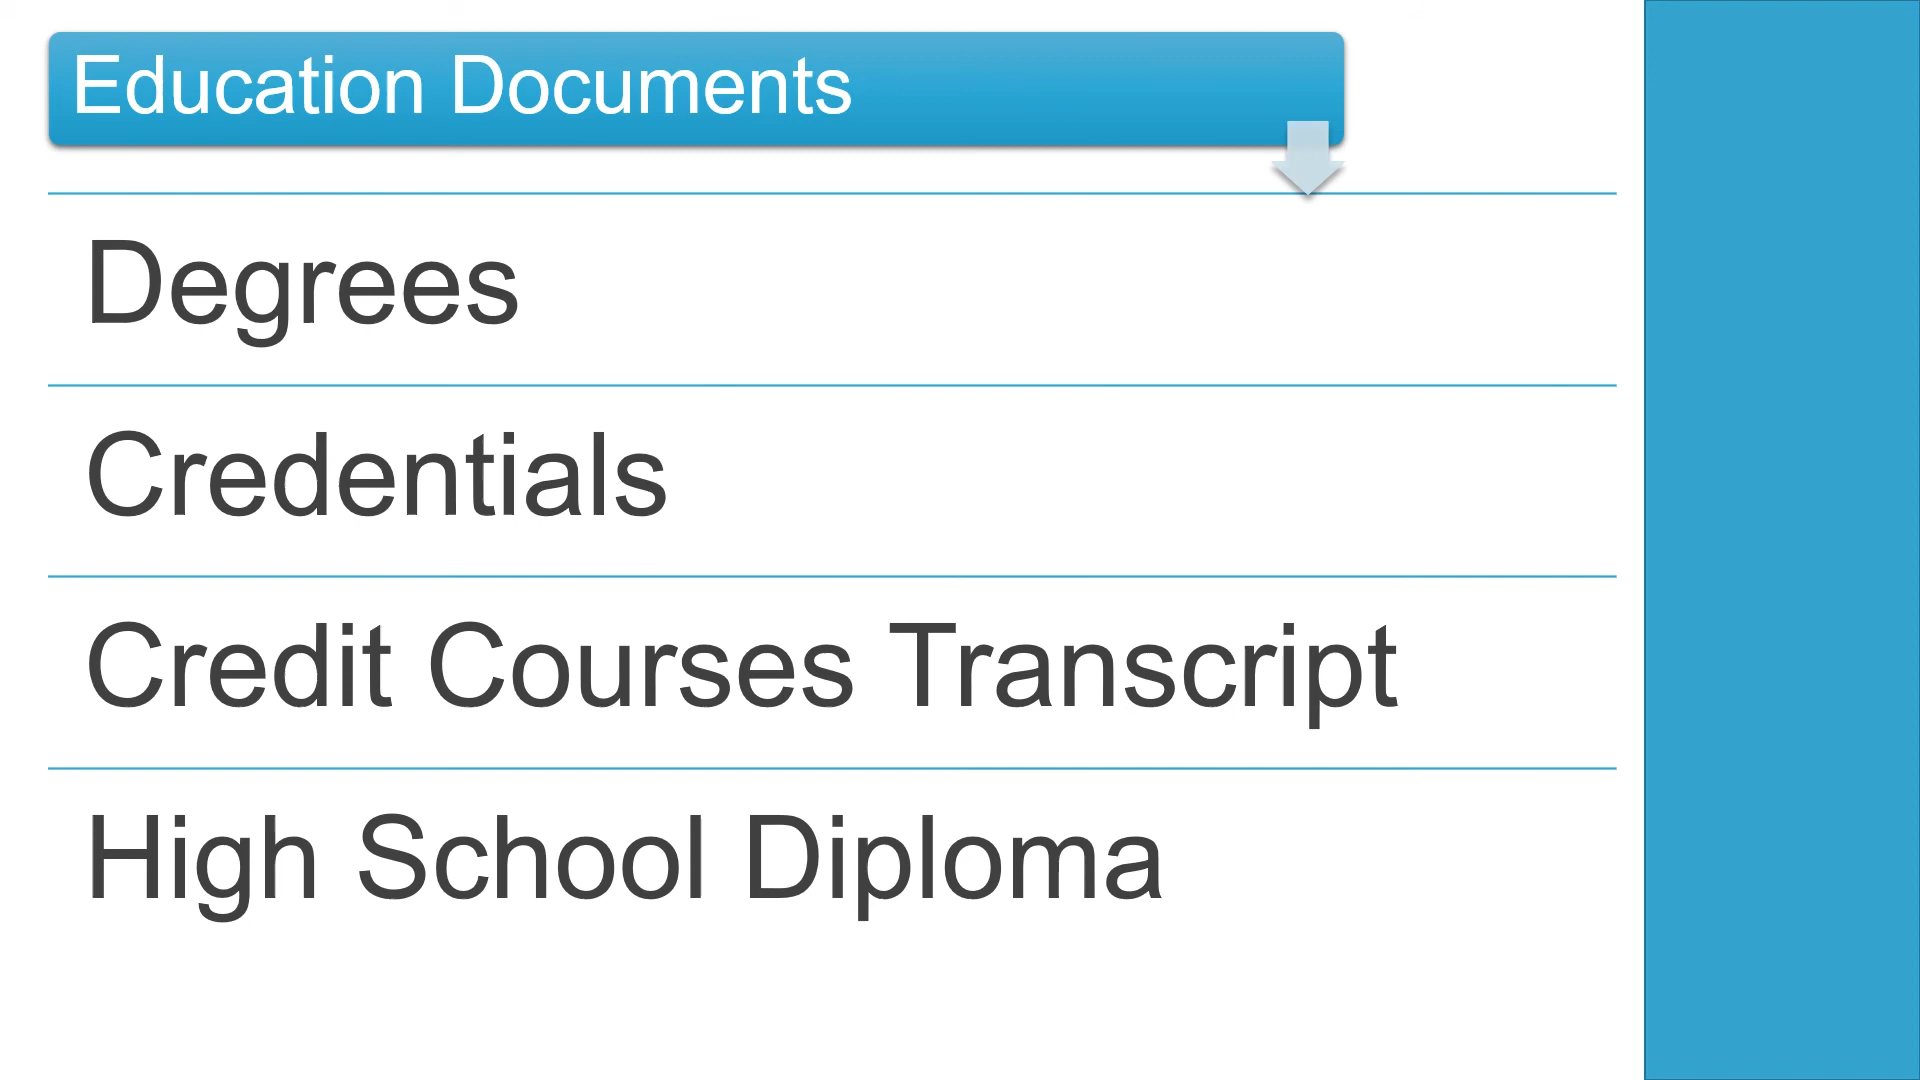 Education Documents
Degrees
Credentials
Credit Courses Transcript
High School Diploma